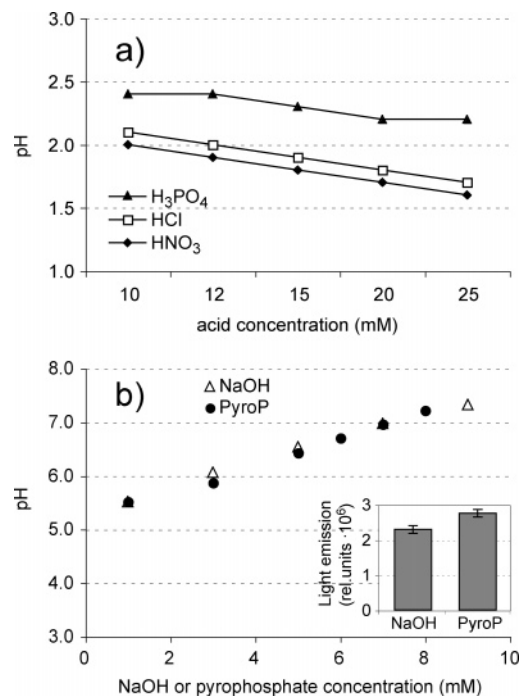 3.0
a)
2.5
2.0
1.5
1.0
pH
H₃PO₄
HCl
HNO₃
10 12 15 20 25
acid concentration (mM)
8.0
b)
NaOH
PyroP
7.0
6.0
5.0
4.0
3.0
pH
3
2
1
0
Light emission
(rel.units ·10⁶)
NaOH PyroP
0 2 4 6 8 10
NaOH or pyrophosphate concentration (mM)